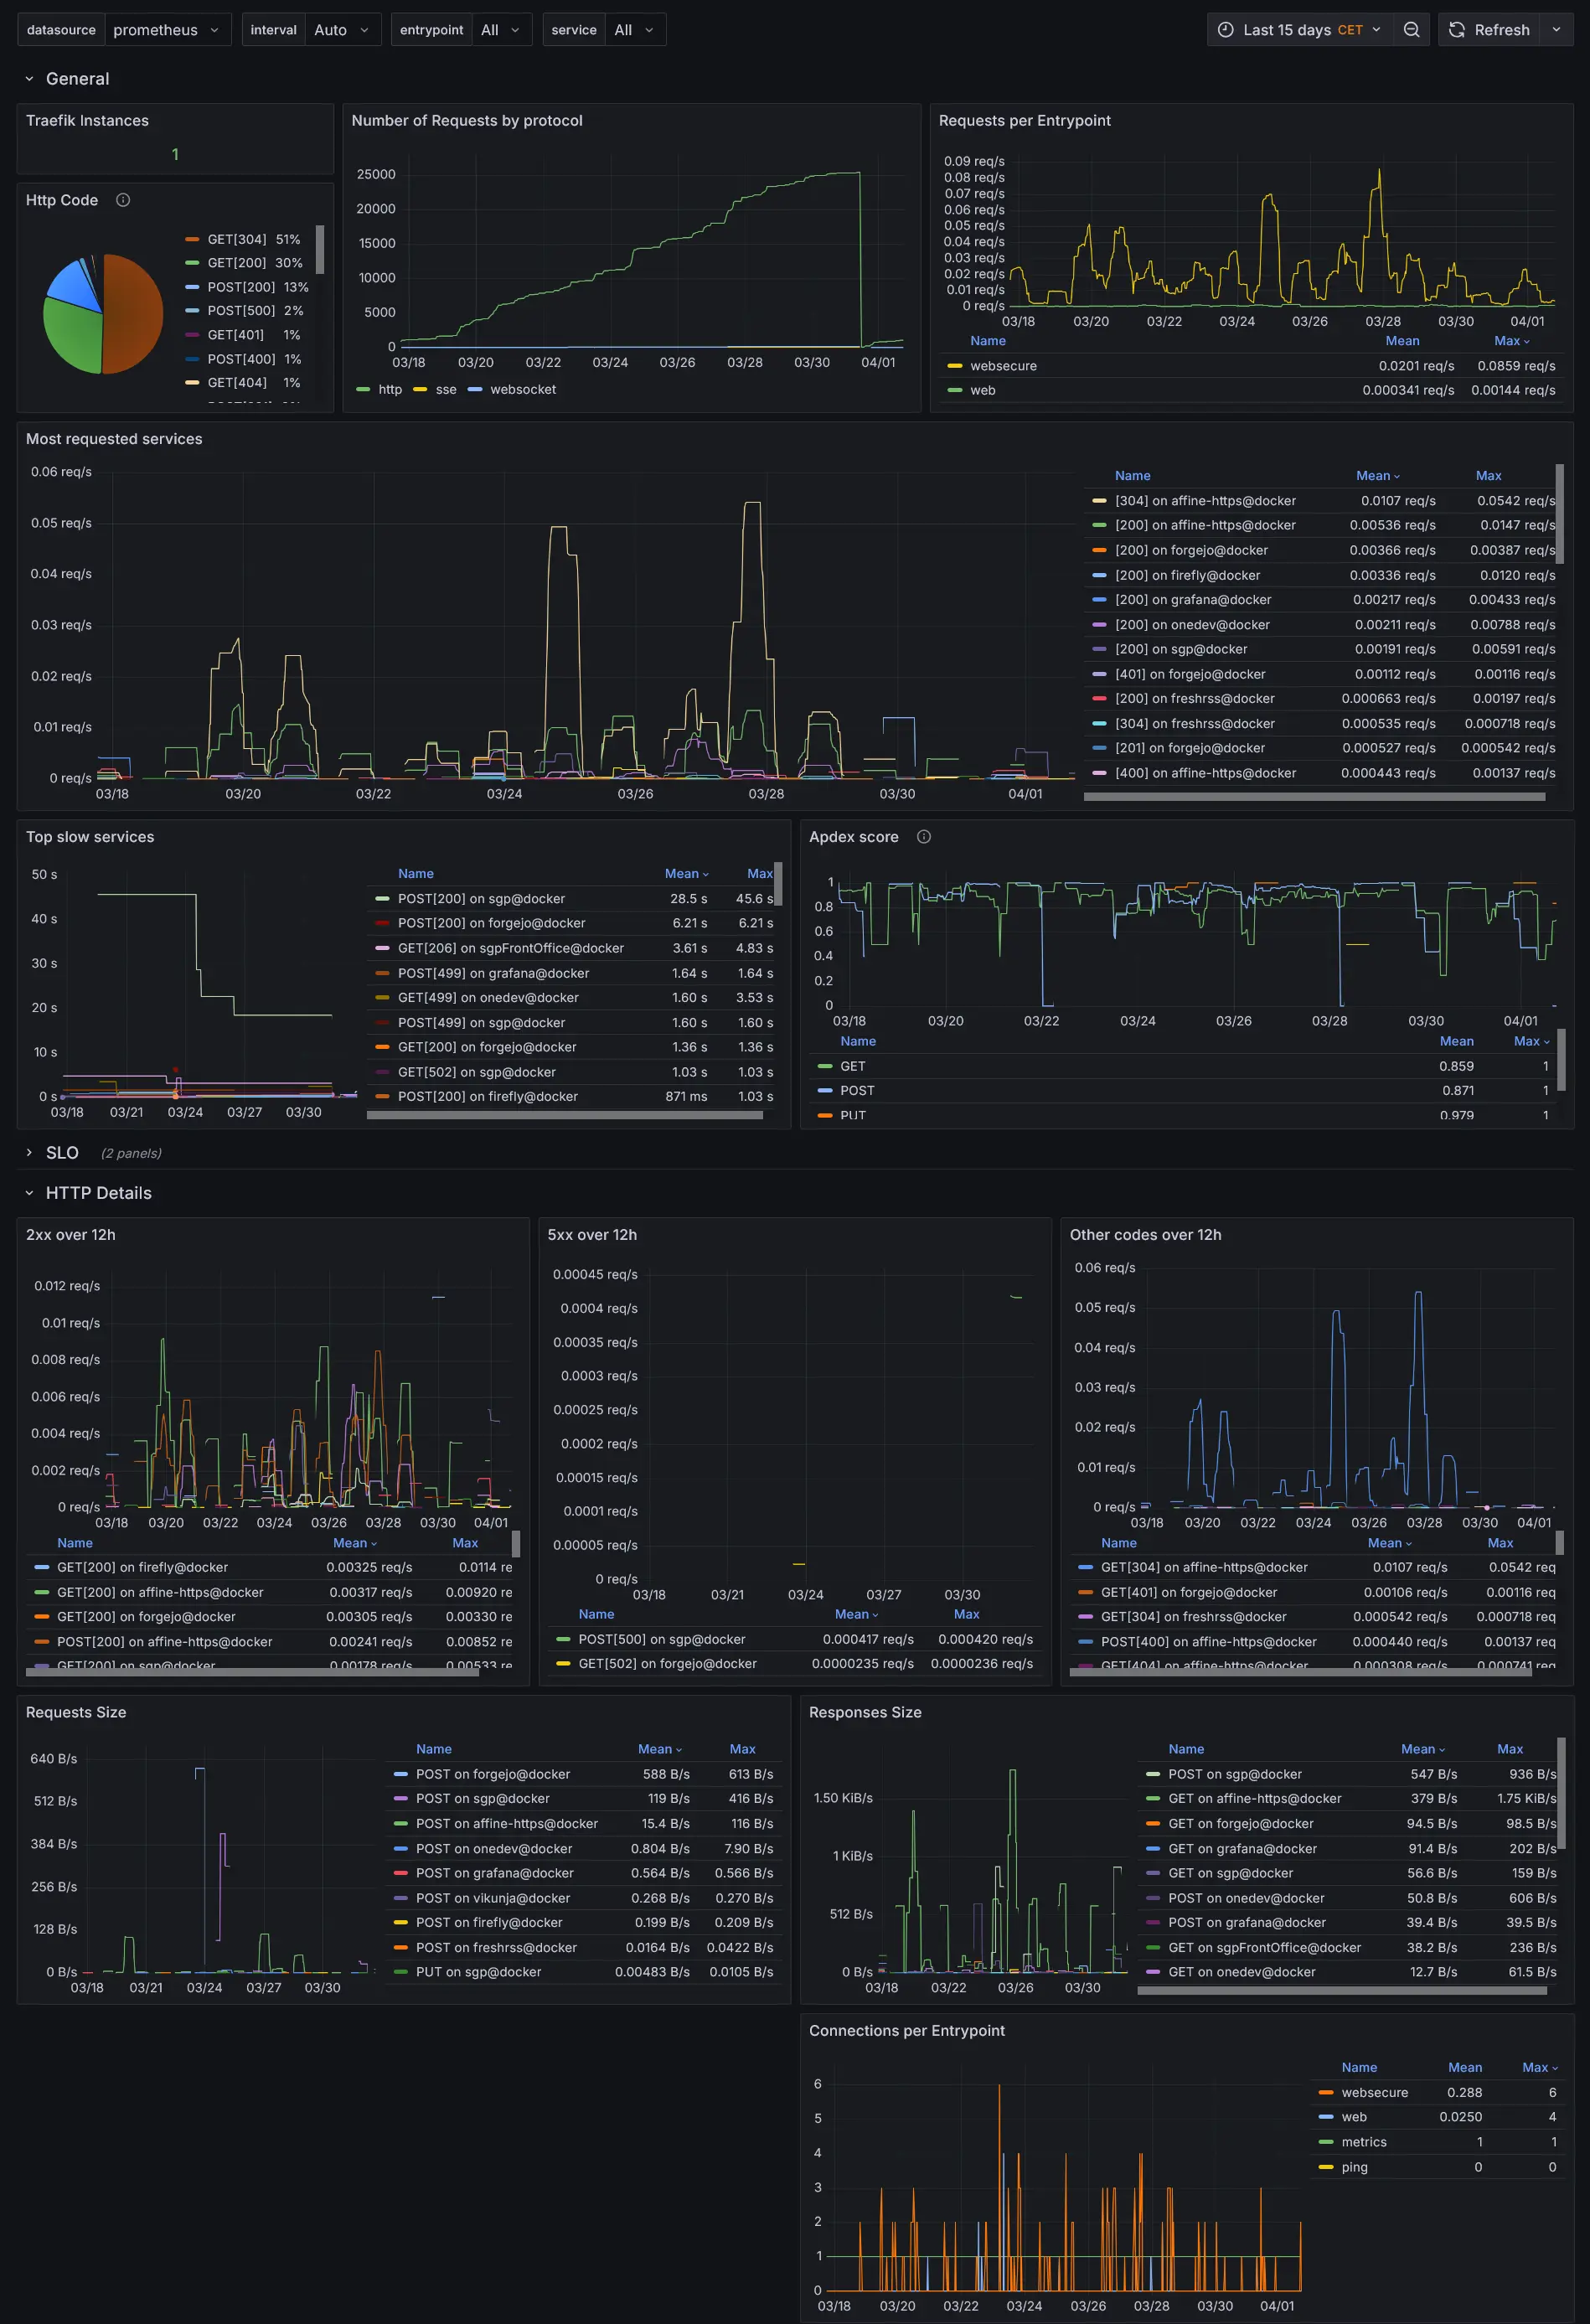 datasource prometheus interval Auto entrypoint All service All Last 15 days CET Refresh
General
Traefik Instances
1
Http Code
GET[304] 51%
GET[200] 30%
POST[200] 13%
POST[500] 2%
GET[401] 1%
POST[400] 1%
GET[404] 1%
Number of Requests by protocol
25000
20000
15000
10000
5000
0
03/18 03/20 03/22 03/24 03/26 03/28 03/30 04/01
http sse websocket
Requests per Entrypoint
0.09 req/s
0.08 req/s
0.07 req/s
0.06 req/s
0.05 req/s
0.04 req/s
0.03 req/s
0.02 req/s
0.01 req/s
0 req/s
03/18 03/20 03/22 03/24 03/26 03/28 03/30 04/01
Name Mean Max
websecure 0.0201 req/s 0.0859 req/s
web 0.000341 req/s 0.00144 req/s
Most requested services
0.06 req/s
0.05 req/s
0.04 req/s
0.03 req/s
0.02 req/s
0.01 req/s
0 req/s
03/18 03/20 03/22 03/24 03/26 03/28 03/30 04/01
Name Mean Max
[304] on affine-https@docker 0.0107 req/s 0.0542 req/s
[200] on affine-https@docker 0.00536 req/s 0.0147 req/s
[200] on forgejo@docker 0.00366 req/s 0.00387 req/s
[200] on firefly@docker 0.00336 req/s 0.0120 req/s
[200] on grafana@docker 0.00217 req/s 0.00433 req/s
[200] on onedev@docker 0.00211 req/s 0.00788 req/s
[200] on sgp@docker 0.00191 req/s 0.00591 req/s
[401] on forgejo@docker 0.00112 req/s 0.00116 req/s
[200] on freshrss@docker 0.000663 req/s 0.00197 req/s
[304] on freshrss@docker 0.000535 req/s 0.000718 req/s
[201] on forgejo@docker 0.000527 req/s 0.000542 req/s
[400] on affine-https@docker 0.000443 req/s 0.00137 req/s
Top slow services
50 s
40 s
30 s
20 s
10 s
0 s
03/18 03/21 03/24 03/27 03/30
Name Mean Max
POST[200] on sgp@docker 28.5 s 45.6 s
POST[200] on forgejo@docker 6.21 s 6.21 s
GET[206] on sgpFrontOffice@docker 3.61 s 4.83 s
POST[499] on grafana@docker 1.64 s 1.64 s
GET[499] on onedev@docker 1.60 s 3.53 s
POST[499] on sgp@docker 1.60 s 1.60 s
GET[200] on forgejo@docker 1.36 s 1.36 s
GET[502] on sgp@docker 1.03 s 1.03 s
POST[200] on firefly@docker 871 ms 1.03 s
Apdex score
1
0.8
0.6
0.4
0.2
0
03/18 03/20 03/22 03/24 03/26 03/28 03/30 04/01
Name Mean Max
GET 0.859 1
POST 0.871 1
PUT 0.979 1
SLO (2 panels)
HTTP Details
2xx over 12h
0.012 req/s
0.01 req/s
0.008 req/s
0.006 req/s
0.004 req/s
0.002 req/s
0 req/s
03/18 03/20 03/22 03/24 03/26 03/28 03/30 04/01
Name Mean Max
GET[200] on firefly@docker 0.00325 req/s 0.0114 re
GET[200] on affine-https@docker 0.00317 req/s 0.00920 re
GET[200] on forgejo@docker 0.00305 req/s 0.00330 re
POST[200] on affine-https@docker 0.00241 req/s 0.00852 re
GET[200] on sgp@docker 0.00178 req/s 0.00533 re
5xx over 12h
0.00045 req/s
0.0004 req/s
0.00035 req/s
0.0003 req/s
0.00025 req/s
0.0002 req/s
0.00015 req/s
0.0001 req/s
0.00005 req/s
0 req/s
03/18 03/21 03/24 03/27 03/30
Name Mean Max
POST[500] on sgp@docker 0.000417 req/s 0.000420 req/s
GET[502] on forgejo@docker 0.0000235 req/s 0.0000236 req/s
Other codes over 12h
0.06 req/s
0.05 req/s
0.04 req/s
0.03 req/s
0.02 req/s
0.01 req/s
0 req/s
03/18 03/20 03/22 03/24 03/26 03/28 03/30 04/01
Name Mean Max
GET[304] on affine-https@docker 0.0107 req/s 0.0542 req
GET[401] on forgejo@docker 0.00106 req/s 0.00116 req
GET[304] on freshrss@docker 0.000542 req/s 0.000718 req
POST[400] on affine-https@docker 0.000440 req/s 0.00137 req
GET[404] on affine-https@docker 0.000308 req/s 0.000741 req
Requests Size
640 B/s
512 B/s
384 B/s
256 B/s
128 B/s
0 B/s
03/18 03/21 03/24 03/27 03/30
Name Mean Max
POST on forgejo@docker 588 B/s 613 B/s
POST on sgp@docker 119 B/s 416 B/s
POST on affine-https@docker 15.4 B/s 116 B/s
POST on onedev@docker 0.804 B/s 7.90 B/s
POST on grafana@docker 0.564 B/s 0.566 B/s
POST on vikunja@docker 0.268 B/s 0.270 B/s
POST on firefly@docker 0.199 B/s 0.209 B/s
POST on freshrss@docker 0.0164 B/s 0.0422 B/s
PUT on sgp@docker 0.00483 B/s 0.0105 B/s
Responses Size
1.50 KiB/s
1 KiB/s
512 B/s
0 B/s
03/18 03/22 03/26 03/30
Name Mean Max
POST on sgp@docker 547 B/s 936 B/s
GET on affine-https@docker 379 B/s 1.75 KiB/s
GET on forgejo@docker 94.5 B/s 98.5 B/s
GET on grafana@docker 91.4 B/s 202 B/s
GET on sgp@docker 56.6 B/s 159 B/s
POST on onedev@docker 50.8 B/s 606 B/s
POST on grafana@docker 39.4 B/s 39.5 B/s
GET on sgpFrontOffice@docker 38.2 B/s 236 B/s
GET on onedev@docker 12.7 B/s 61.5 B/s
Connections per Entrypoint
6
5
4
3
2
1
0
03/18 03/20 03/22 03/24 03/26 03/28 03/30 04/01
Name Mean Max
websecure 0.288 6
web 0.0250 4
metrics 1 1
ping 0 0